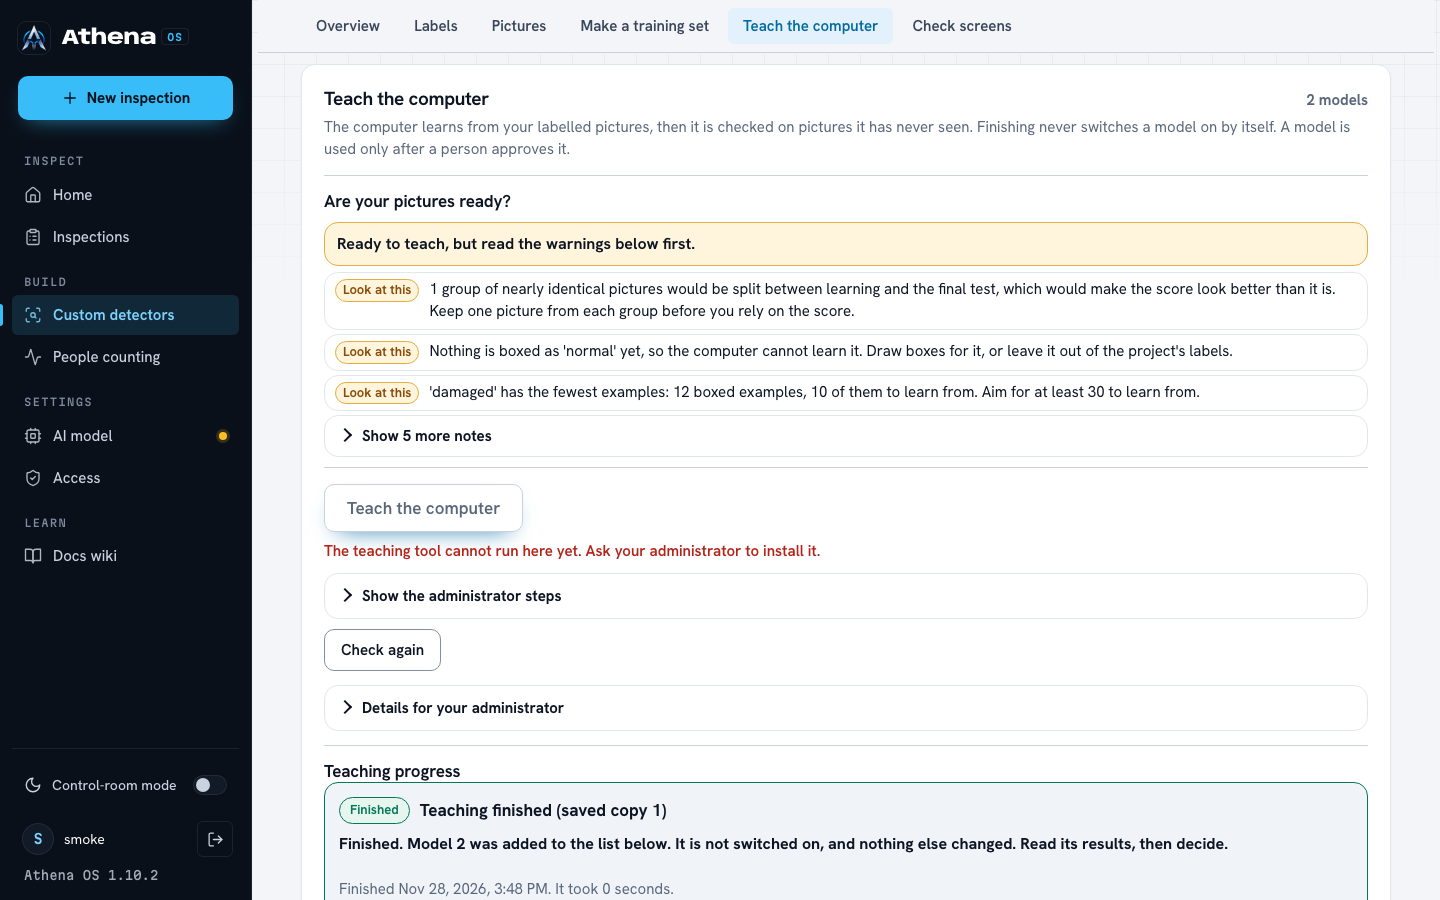 Athena OS
New inspection
INSPECT
Home
Inspections
BUILD
Custom detectors
People counting
SETTINGS
AI model
Access
LEARN
Docs wiki
Control-room mode
S smoke
Athena OS 1.10.2
Overview Labels Pictures Make a training set Teach the computer Check screens
Teach the computer
2 models
The computer learns from your labelled pictures, then it is checked on pictures it has never seen. Finishing never switches a model on by itself. A model is
used only after a person approves it.
Are your pictures ready?
Ready to teach, but read the warnings below first.
Look at this 1 group of nearly identical pictures would be split between learning and the final test, which would make the score look better than it is.
Keep one picture from each group before you rely on the score.
Look at this Nothing is boxed as 'normal' yet, so the computer cannot learn it. Draw boxes for it, or leave it out of the project's labels.
Look at this 'damaged' has the fewest examples: 12 boxed examples, 10 of them to learn from. Aim for at least 30 to learn from.
Show 5 more notes
Teach the computer
The teaching tool cannot run here yet. Ask your administrator to install it.
Show the administrator steps
Check again
Details for your administrator
Teaching progress
Finished Teaching finished (saved copy 1)
Finished. Model 2 was added to the list below. It is not switched on, and nothing else changed. Read its results, then decide.
Finished Nov 28, 2026, 3:48 PM. It took 0 seconds.